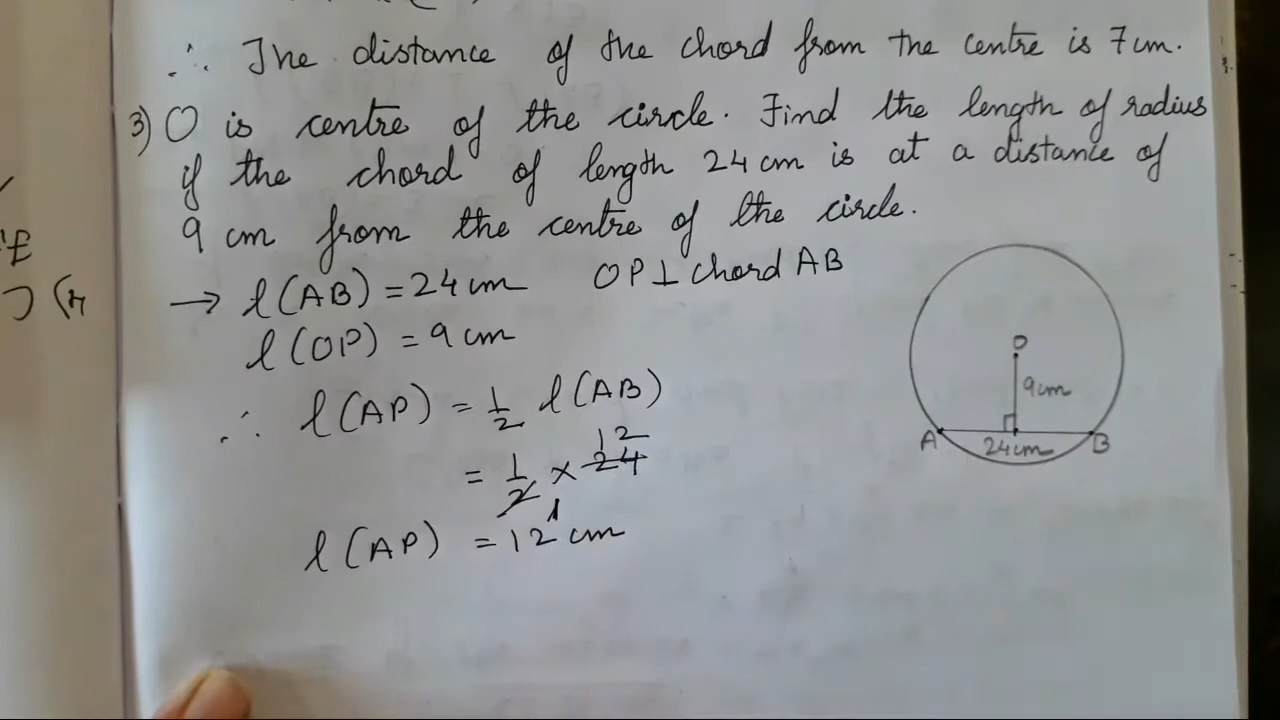 ∴ The distance of the chord from the centre is 7cm.
3) O is centre of the circle. Find the length of radius
if the chord of length 24 cm is at a distance of
9 cm from the centre of the circle.
→ l(AB) = 24 cm OP ⊥ chord AB
l(OP) = 9 cm
∴ l(AP) = 1/2 l(AB)
= 1/2 × 24 12
1
l(AP) = 12 cm
O
9cm
A 24cm B